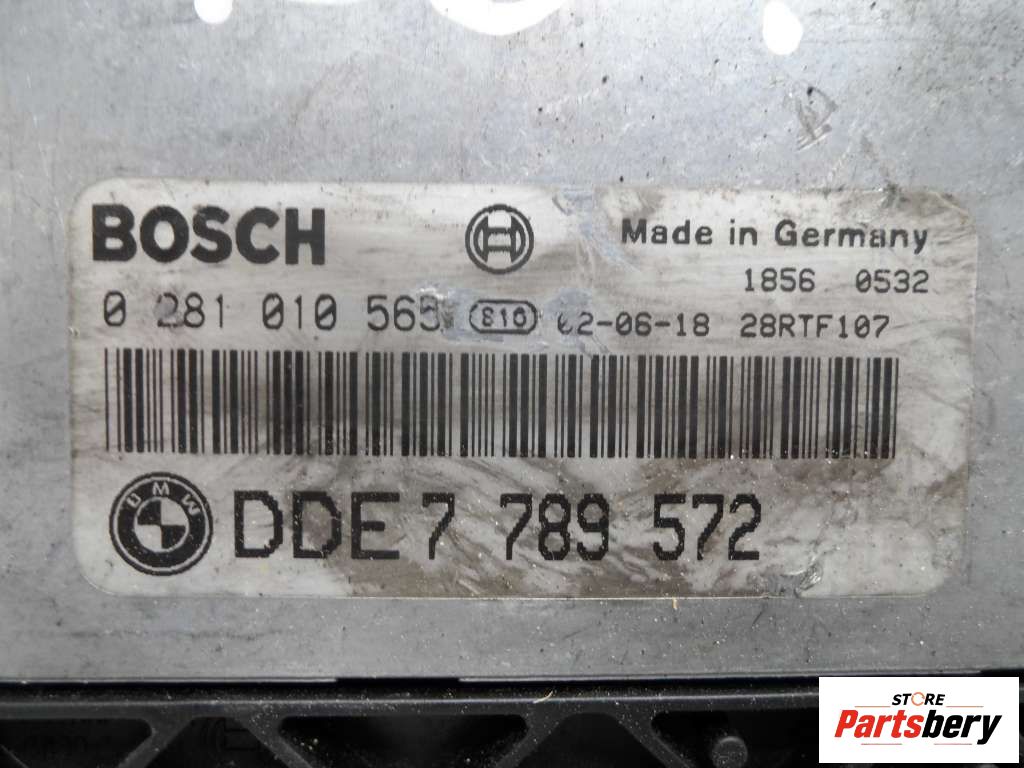 BOSCH
Made in Germany
1856 0532
0 281 010 565 S10 02-06-18 28RTF107
BMW
DDE 7 789 572
STORE
Partsbery